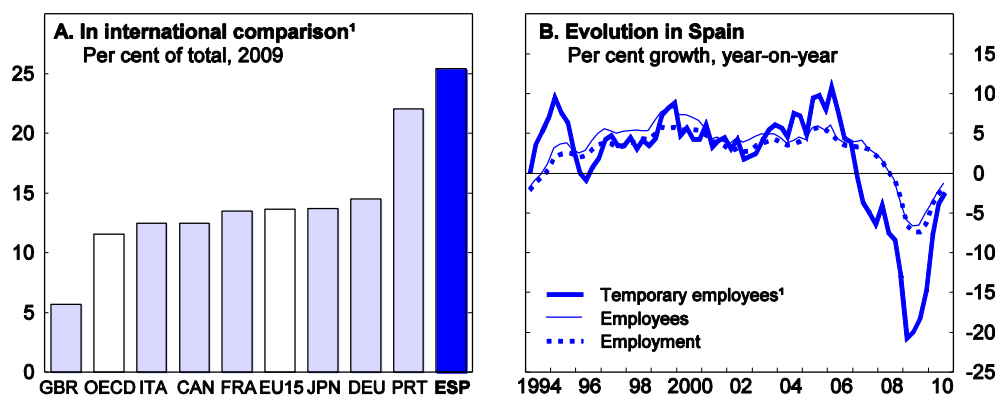 A. In international comparison¹
Per cent of total, 2009
25
20
15
10
5
0
GBR OECD ITA CAN FRA EU15 JPN DEU PRT ESP
B. Evolution in Spain
Per cent growth, year-on-year
15
10
5
0
-5
-10
-15
-20
-25
Temporary employees¹
Employees
Employment
1994 96 98 2000 02 04 06 08 10